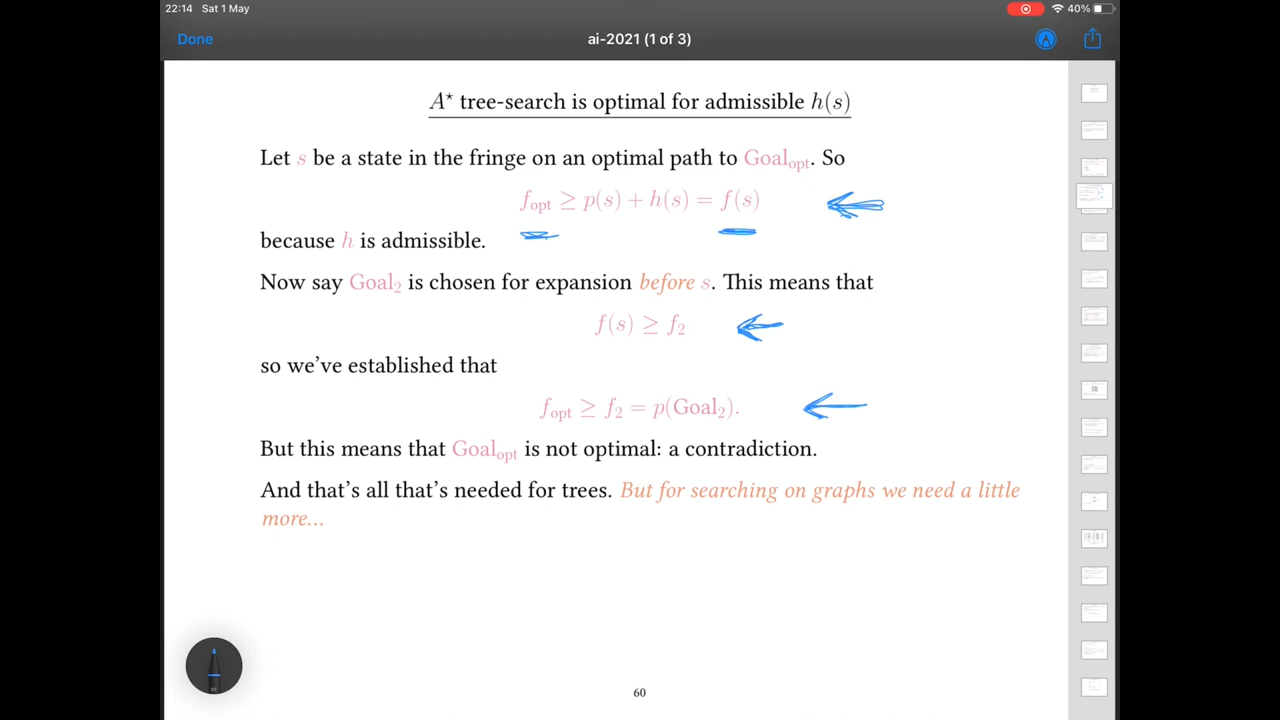 22:14 Sat 1 May
40%
Done
ai-2021 (1 of 3)
A⋆ tree-search is optimal for admissible h(s)
Let s be a state in the fringe on an optimal path to Goal_opt. So
f_opt ≥ p(s) + h(s) = f(s)
because h is admissible.
Now say Goal₂ is chosen for expansion before s. This means that
f(s) ≥ f₂
so we’ve established that
f_opt ≥ f₂ = p(Goal₂).
But this means that Goal_opt is not optimal: a contradiction.
And that’s all that’s needed for trees. But for searching on graphs we need a little
more…
60